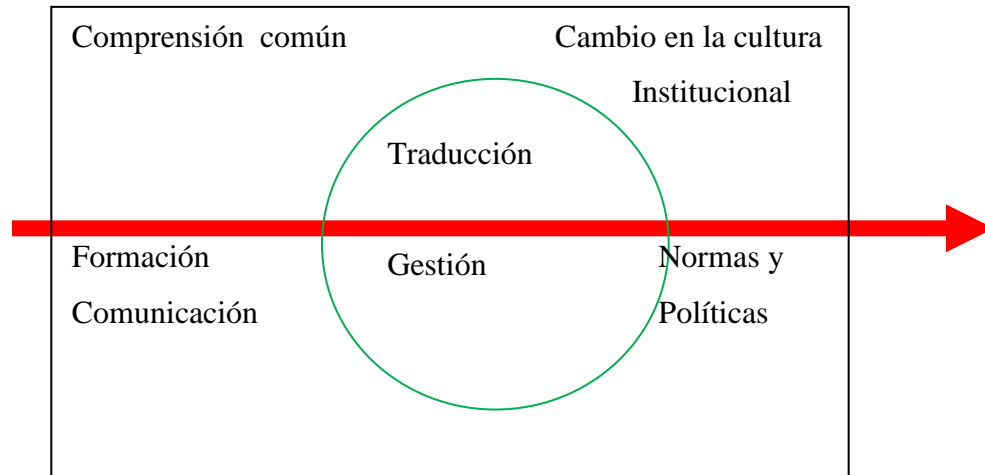 Comprensión común
Cambio en la cultura
Institucional
Traducción
Formación
Comunicación
Gestión
Normas y
Políticas